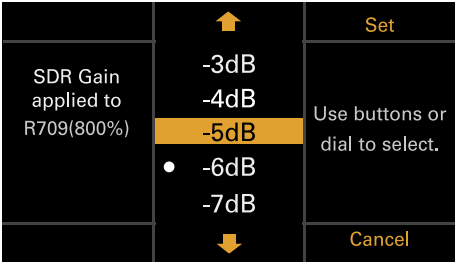 SDR Gain
applied to
R709(800%)
-3dB
-4dB
-5dB
-6dB
-7dB
Set
Use buttons or
dial to select.
Cancel